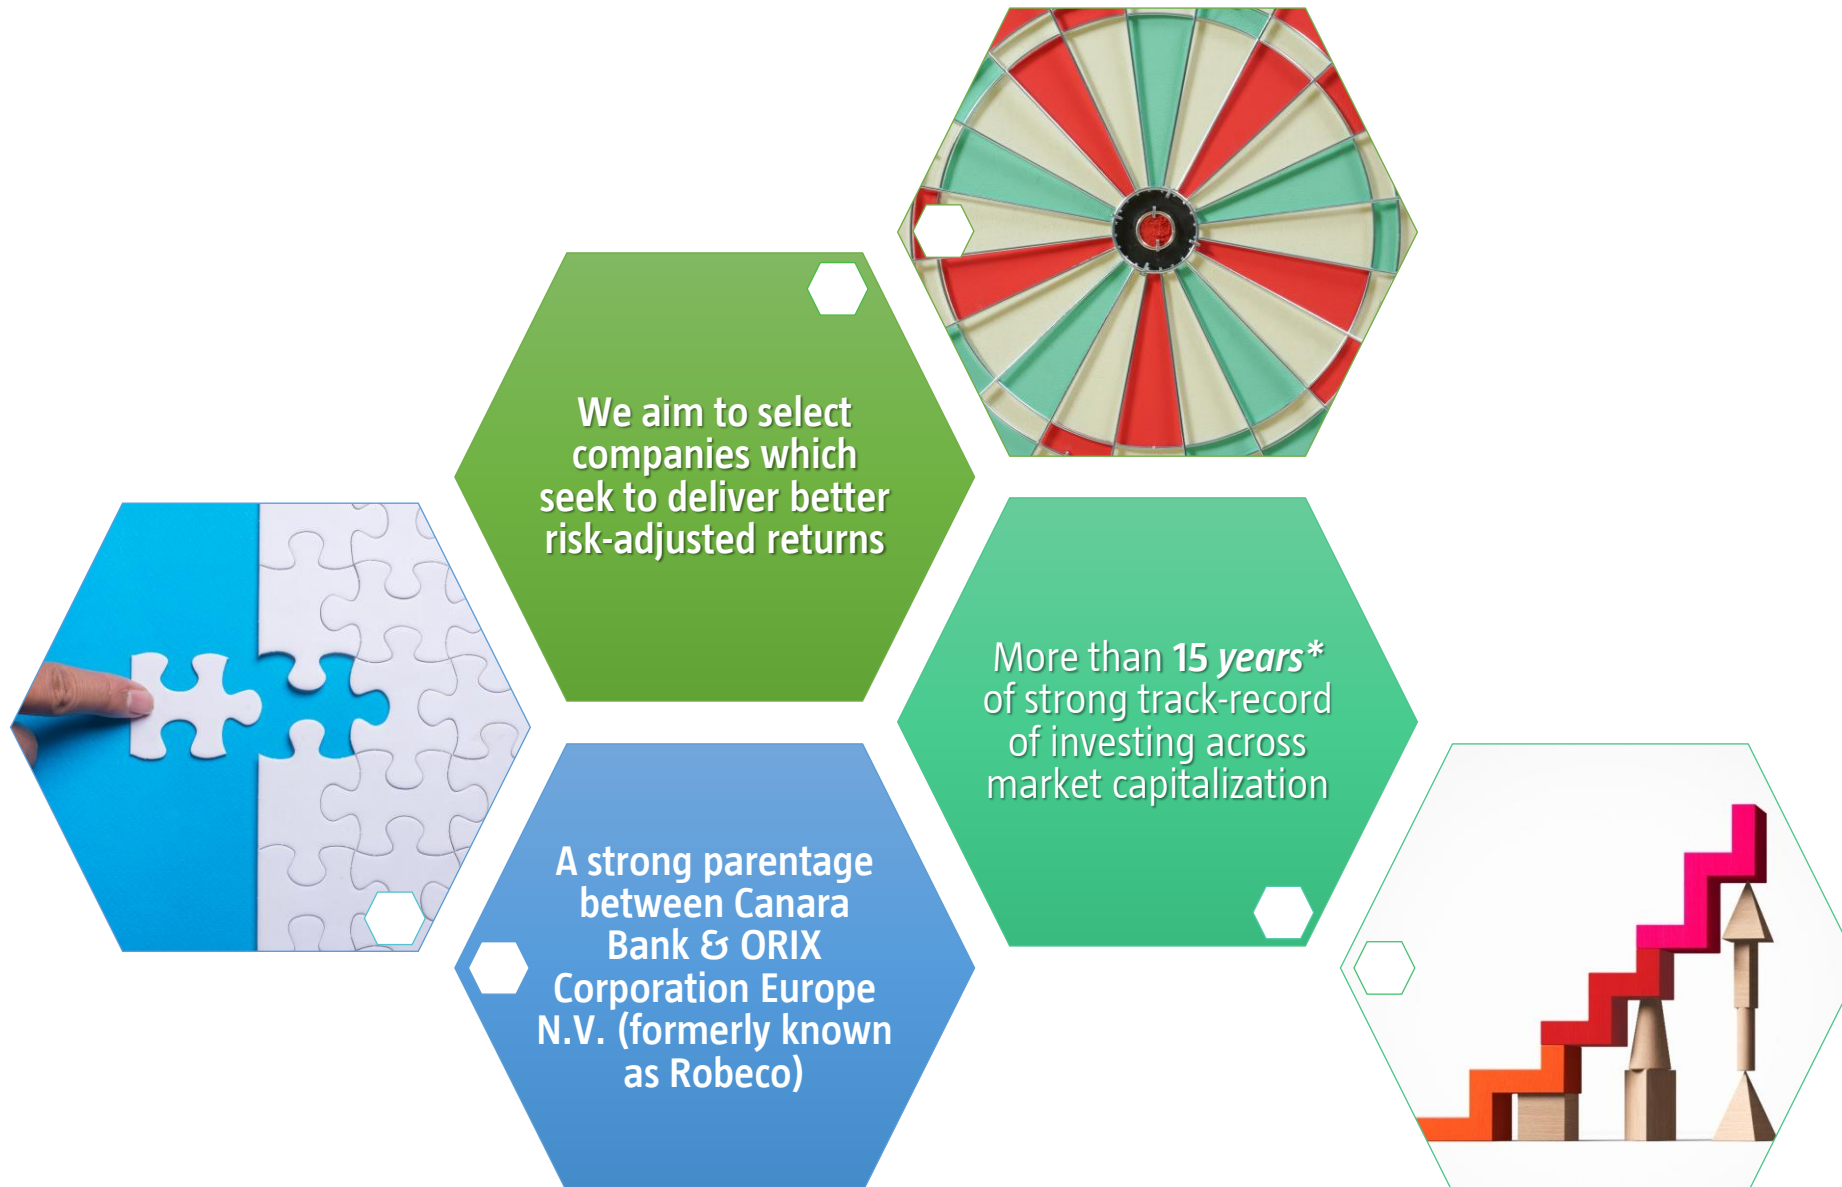 We aim to select
companies which
seek to deliver better
risk-adjusted returns
More than 15 years*
of strong track-record
of investing across
market capitalization
A strong parentage
between Canara
Bank & ORIX
Corporation Europe
N.V. (formerly known
as Robeco)